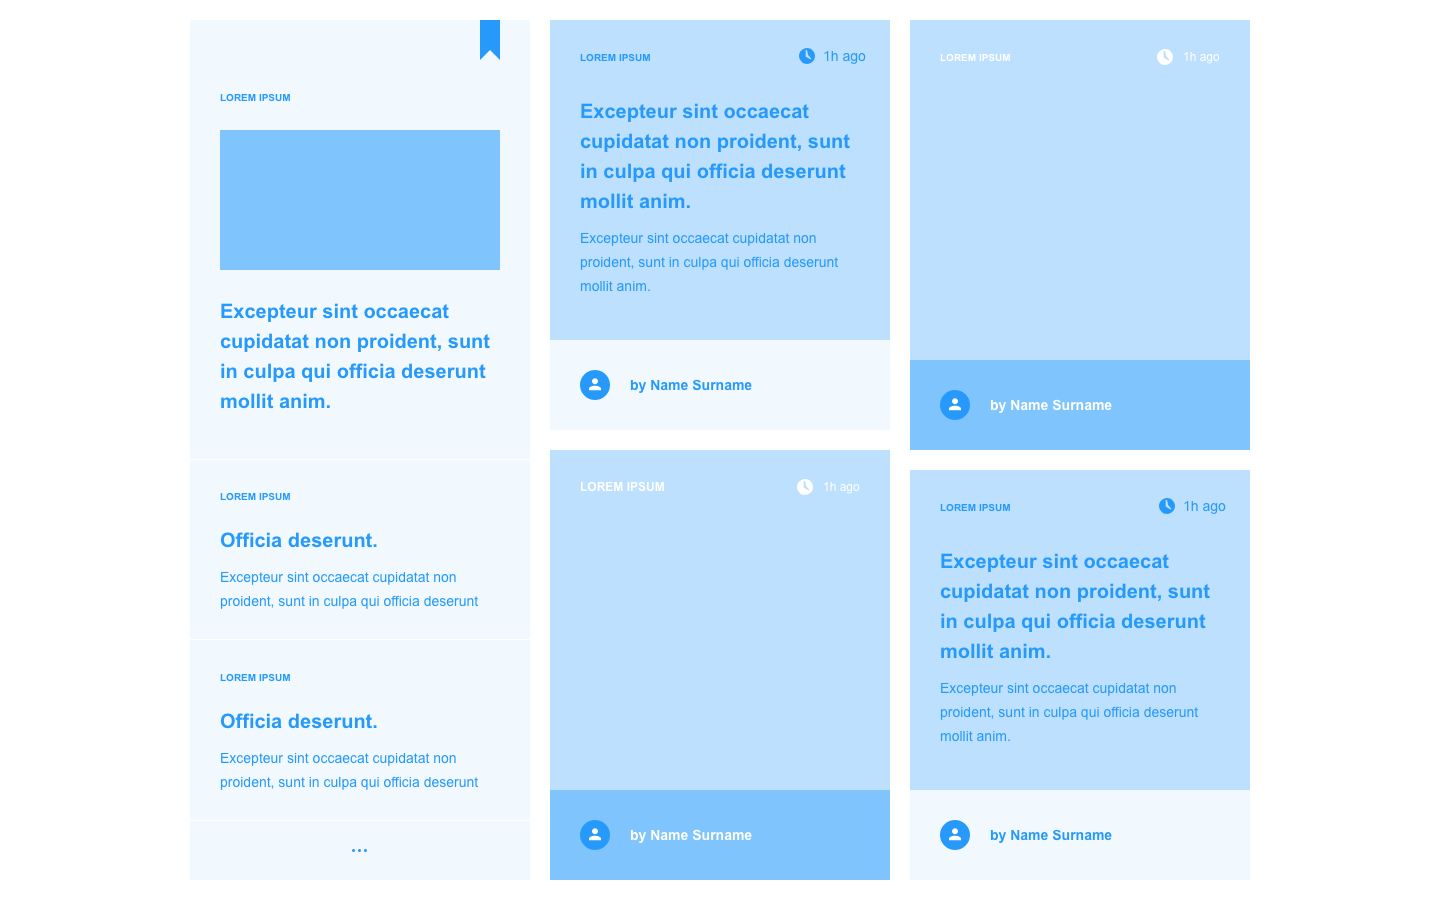 LOREM IPSUM
Excepteur sint occaecat
cupidatat non proident, sunt
in culpa qui officia deserunt
mollit anim.
LOREM IPSUM
Officia deserunt.
Excepteur sint occaecat cupidatat non
proident, sunt in culpa qui officia deserunt
LOREM IPSUM
Officia deserunt.
Excepteur sint occaecat cupidatat non
proident, sunt in culpa qui officia deserunt
...
LOREM IPSUM
1h ago
Excepteur sint occaecat
cupidatat non proident, sunt
in culpa qui officia deserunt
mollit anim.
Excepteur sint occaecat cupidatat non
proident, sunt in culpa qui officia deserunt
mollit anim.
by Name Surname
LOREM IPSUM
1h ago
by Name Surname
LOREM IPSUM
1h ago
by Name Surname
LOREM IPSUM
1h ago
Excepteur sint occaecat
cupidatat non proident, sunt
in culpa qui officia deserunt
mollit anim.
Excepteur sint occaecat cupidatat non
proident, sunt in culpa qui officia deserunt
mollit anim.
by Name Surname